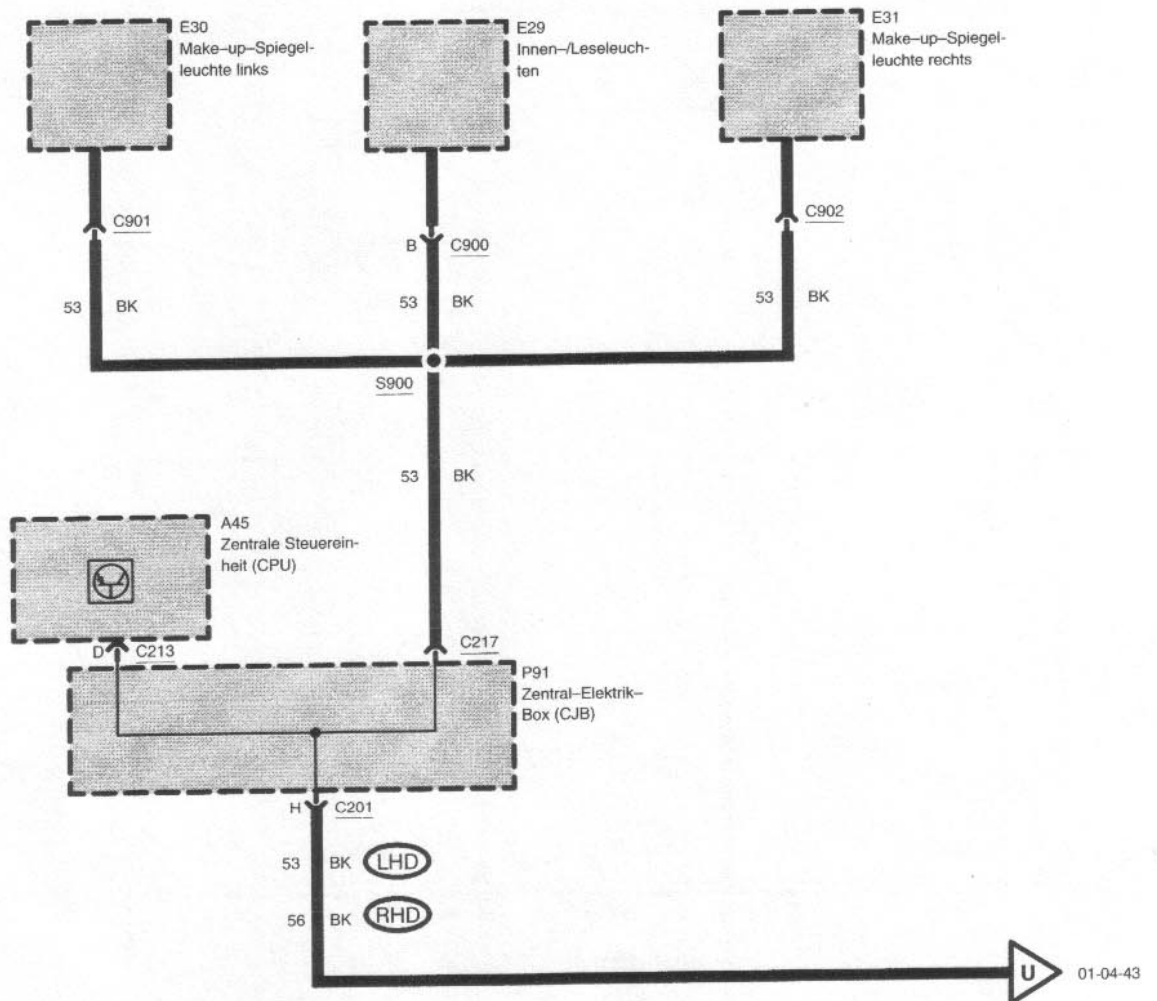 E30
Make–up–Spiegel-
leuchte links
E29
Innen–/Leseleuch-
ten
E31
Make–up–Spiegel-
leuchte rechts
C901
B C900
C902
53 BK
53 BK
53 BK
S900
53 BK
A45
Zentrale Steuerein-
heit (CPU)
D C213
C217
P91
Zentral–Elektrik–
Box (CJB)
H C201
53 BK LHD
56 BK RHD
U 01-04-43